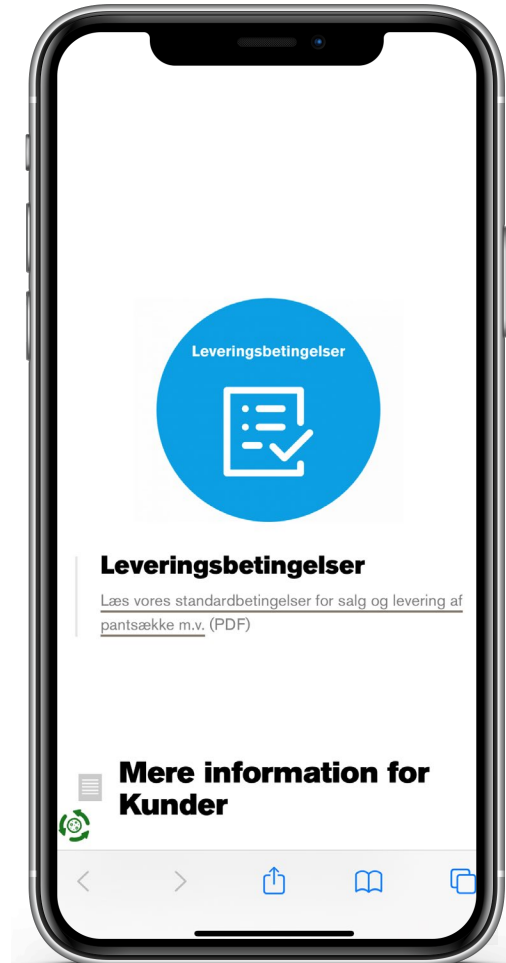 Leveringsbetingelser
Leveringsbetingelser
Læs vores standardbetingelser for salg og levering af
pantsække m.v. (PDF)
Mere information for
Kunder